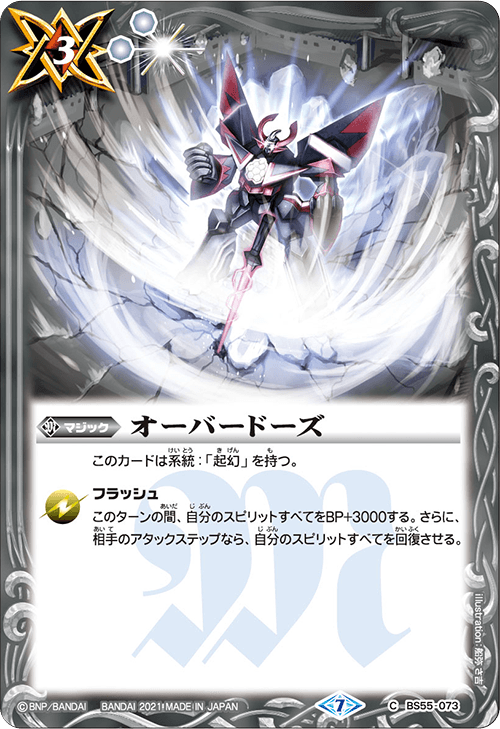 3
マジック
オーバードーズ
このカードは系統:「起幻」を持つ。
フラッシュ
このターンの間、自分のスピリットすべてをBP+3000する。さらに、
相手のアタックステップなら、自分のスピリットすべてを回復させる。
illustration:船弥 さ吉
©BNP/BANDAI BANDAI 2021 MADE IN JAPAN
7
C BS55-073